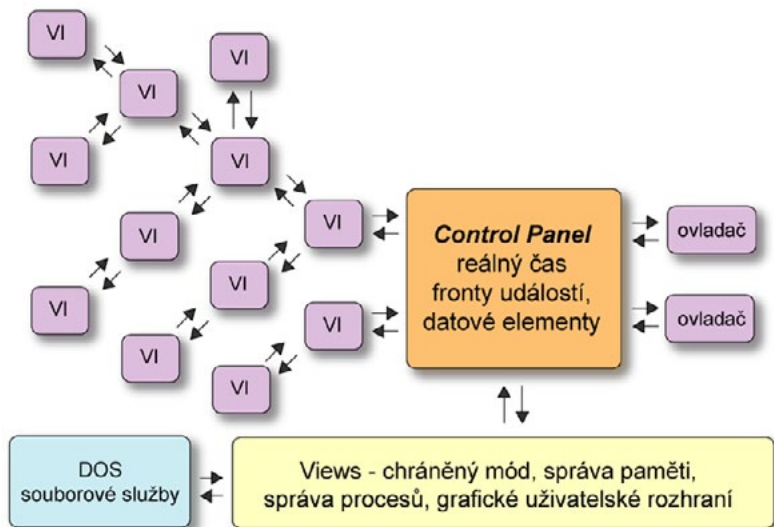 VI
VI
VI
VI
VI
VI
VI
VI
VI
VI
VI
VI
Control Panel
reálný čas
fronty událostí,
datové elementy
ovladač
ovladač
DOS
souborové služby
Views - chráněný mód, správa paměti,
správa procesů, grafické uživatelské rozhraní